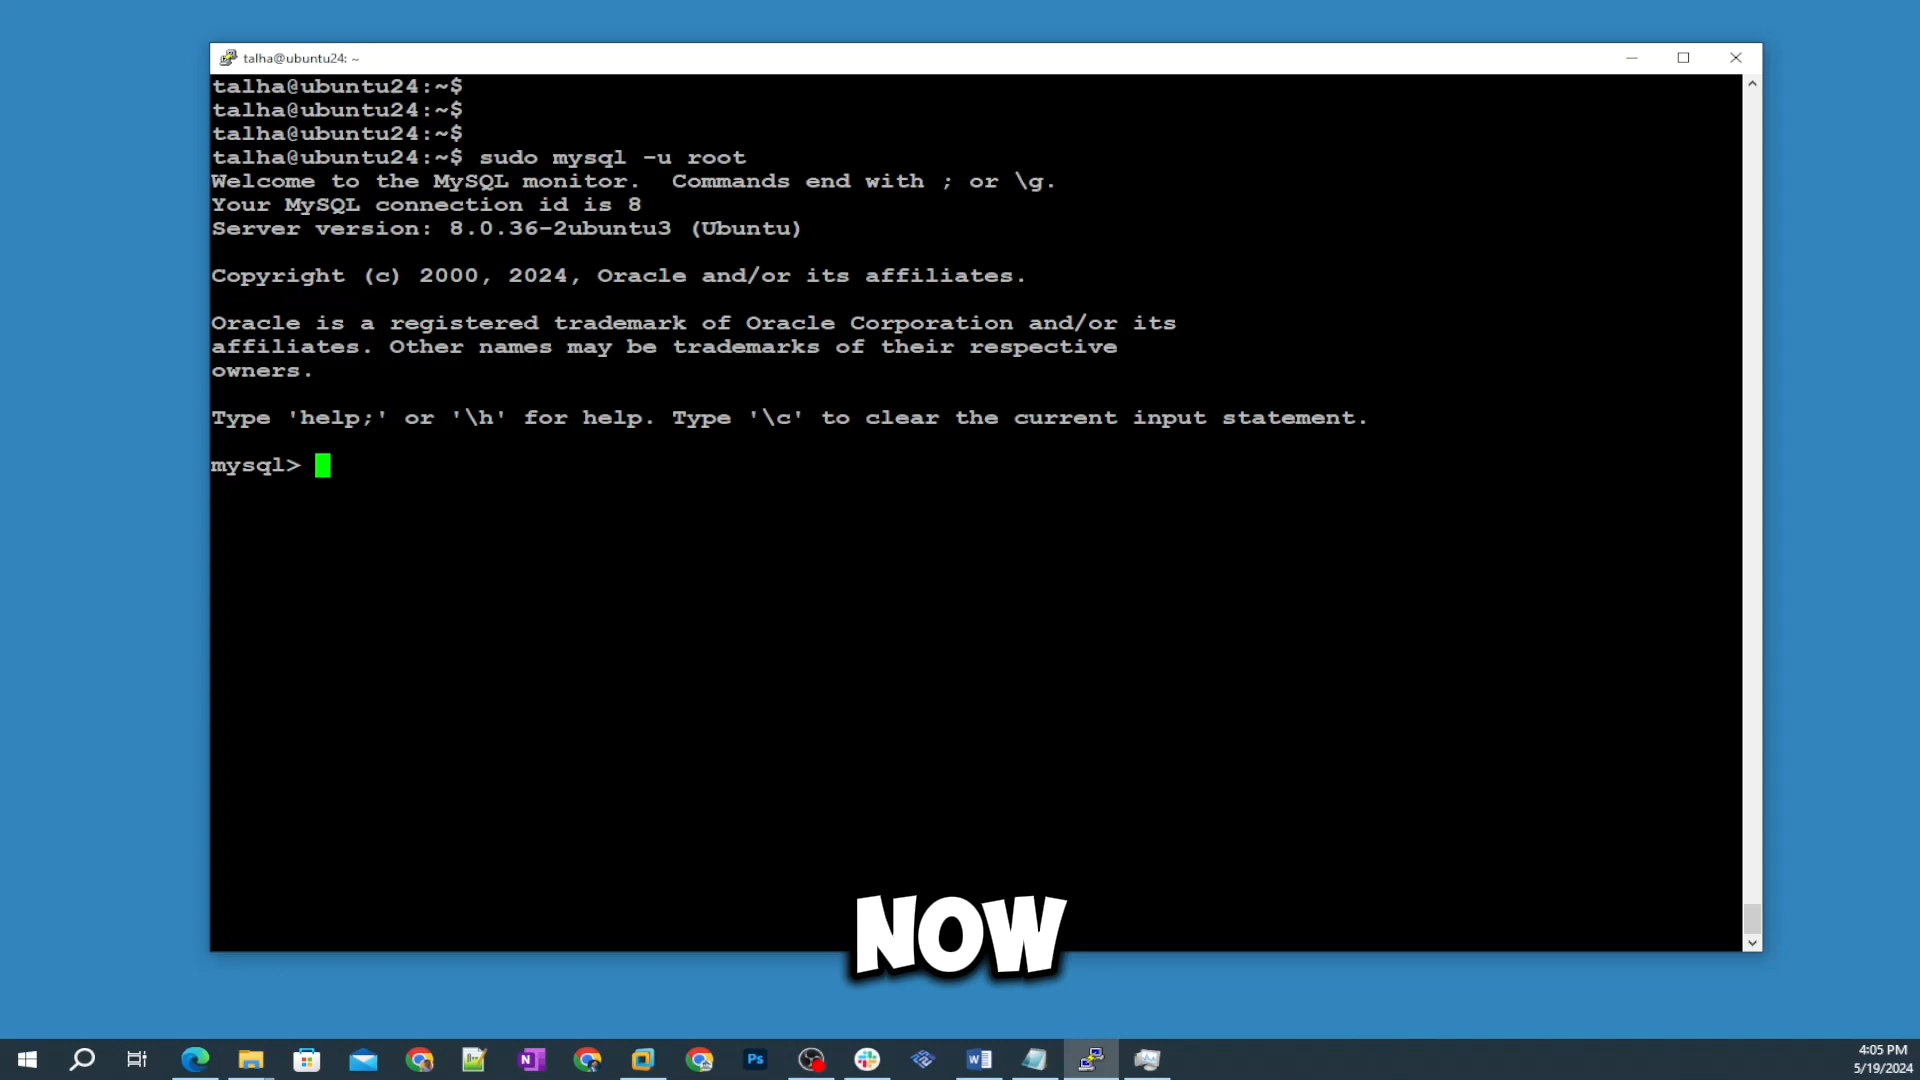 talha@ubuntu24: ~
talha@ubuntu24:~$
talha@ubuntu24:~$
talha@ubuntu24:~$
talha@ubuntu24:~$ sudo mysql -u root
Welcome to the MySQL monitor.  Commands end with ; or \g.
Your MySQL connection id is 8
Server version: 8.0.36-2ubuntu3 (Ubuntu)
Copyright (c) 2000, 2024, Oracle and/or its affiliates.
Oracle is a registered trademark of Oracle Corporation and/or its
affiliates. Other names may be trademarks of their respective
owners.
Type 'help;' or '\h' for help. Type '\c' to clear the current input statement.
mysql>
NOW
N
Ps
W
4:05 PM
5/19/2024